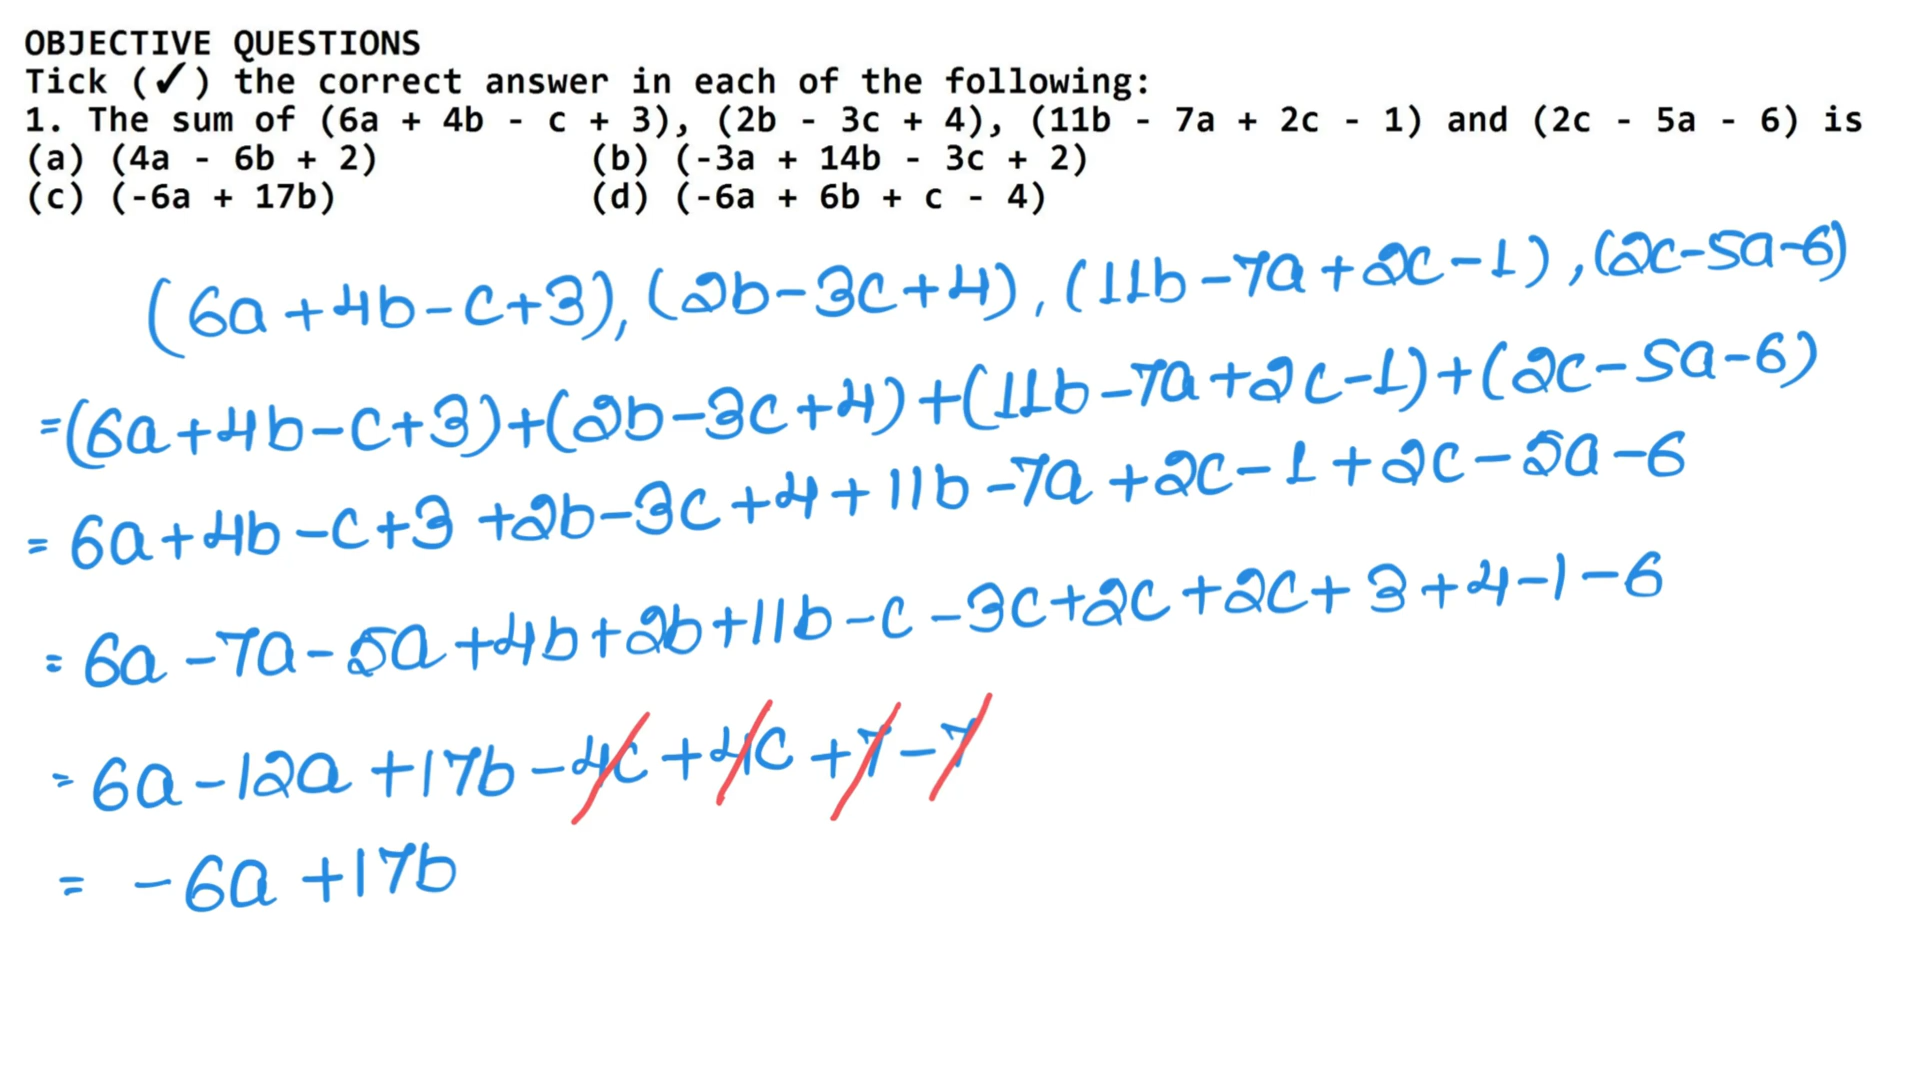 OBJECTIVE QUESTIONS
Tick (✓) the correct answer in each of the following:
1. The sum of (6a + 4b - c + 3), (2b - 3c + 4), (11b - 7a + 2c - 1) and (2c - 5a - 6) is
(a) (4a - 6b + 2) (b) (-3a + 14b - 3c + 2)
(c) (-6a + 17b) (d) (-6a + 6b + c - 4)
(6a+4b-c+3), (2b-3c+4), (11b-7a+2c-1), (2c-5a-6)
=(6a+4b-c+3)+(2b-3c+4)+(11b-7a+2c-1)+(2c-5a-6)
= 6a+4b-c+3+2b-3c+4+11b-7a+2c-1+2c-5a-6
= 6a-7a-5a+4b+2b+11b-c-3c+2c+2c+3+4-1-6
= 6a-12a+17b-4c+4c+7-7
= -6a+17b